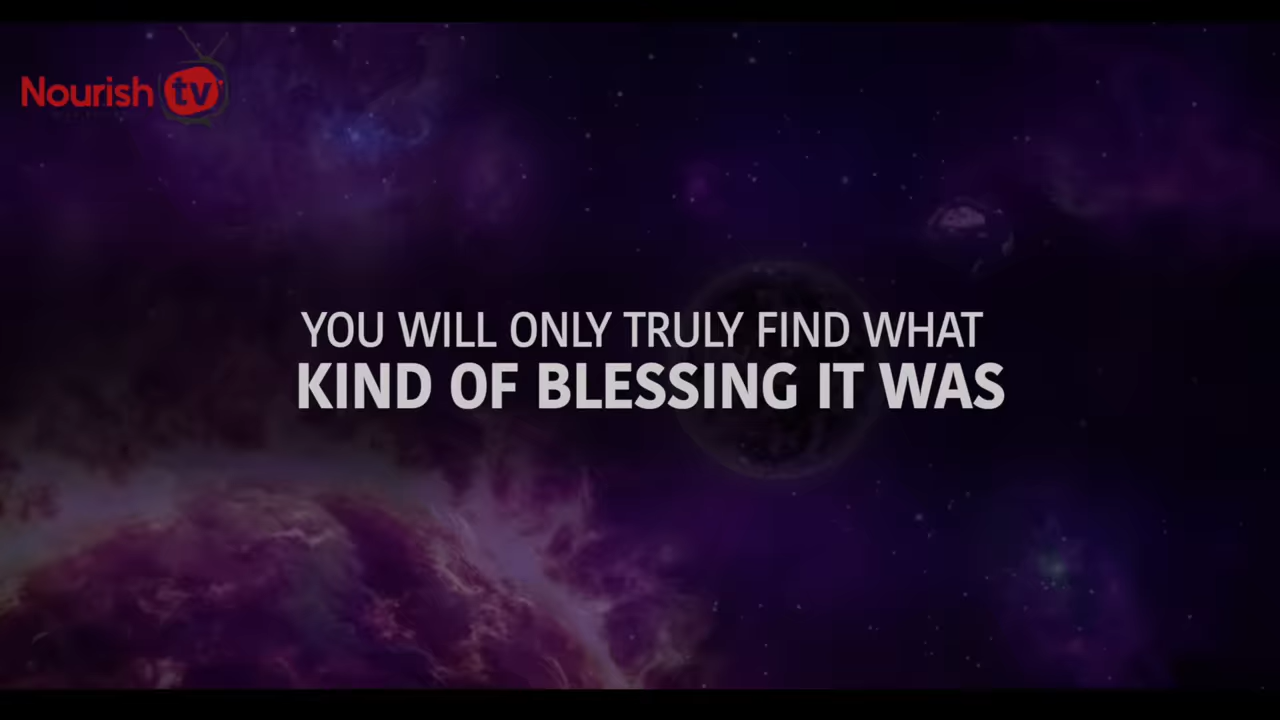 Nourish tv
YOU WILL ONLY TRULY FIND WHAT
KIND OF BLESSING IT WAS